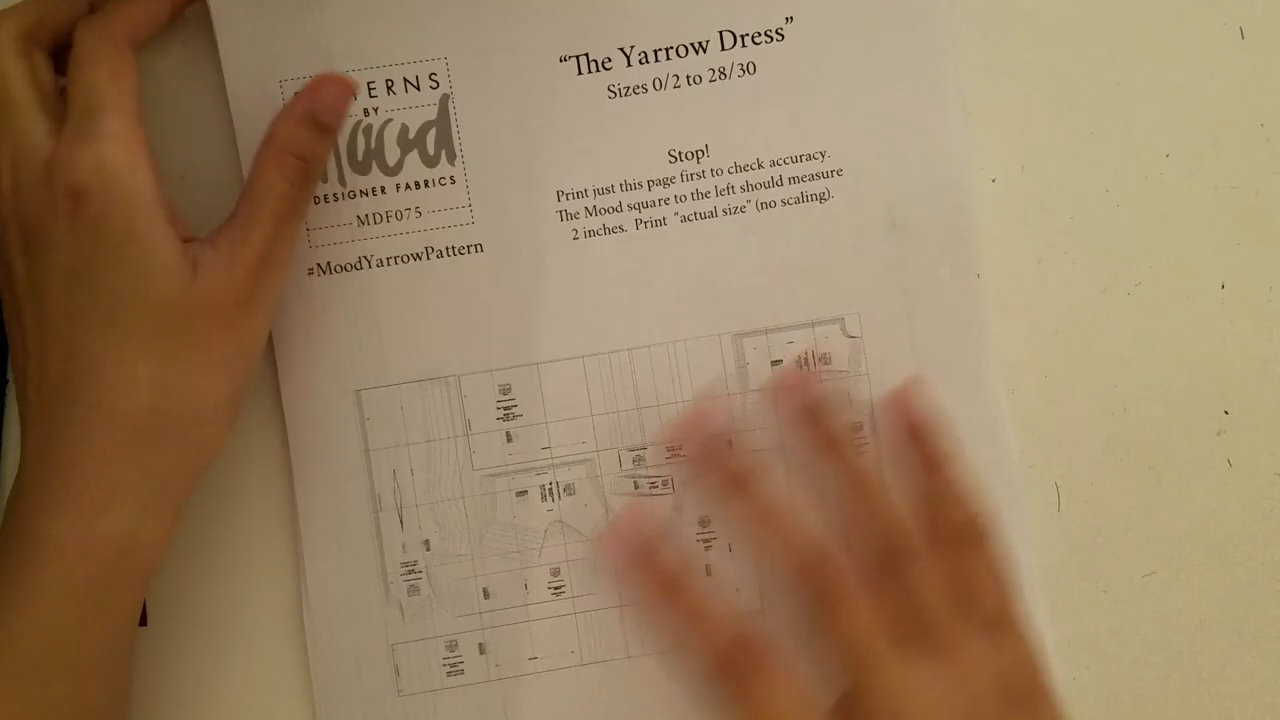 ERNS
BY
Mood
DESIGNER FABRICS
MDF075
#MoodYarrowPattern
“The Yarrow Dress”
Sizes 0/2 to 28/30
Stop!
Print just this page first to check accuracy.
The Mood square to the left should measure
2 inches. Print “actual size” (no scaling).